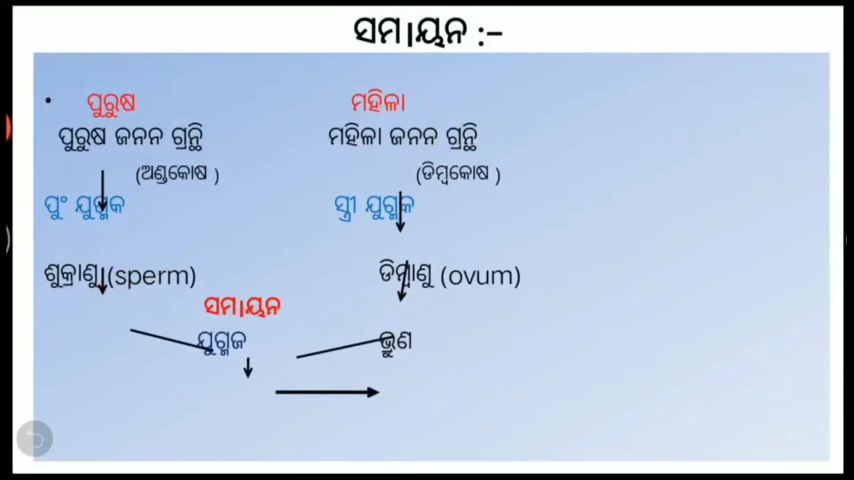 ସମାୟନ :–
• ପୁରୁଷ
ମହିଳା
ପୁରୁଷ ଜନନ ଗ୍ରନ୍ଥି
ମହିଳା ଜନନ ଗ୍ରନ୍ଥି
(ଅଣ୍ଡକୋଷ )
(ଡିମ୍ବକୋଷ )
ପୁଂ ଯୁଗ୍ମକ
ସ୍ତ୍ରୀ ଯୁଗ୍ମକ
ଶୁକ୍ରାଣୁ (sperm)
ଡିମ୍ବାଣୁ (ovum)
ସମାୟନ
ଯୁଗ୍ମଜ
ଭ୍ରୁଣ